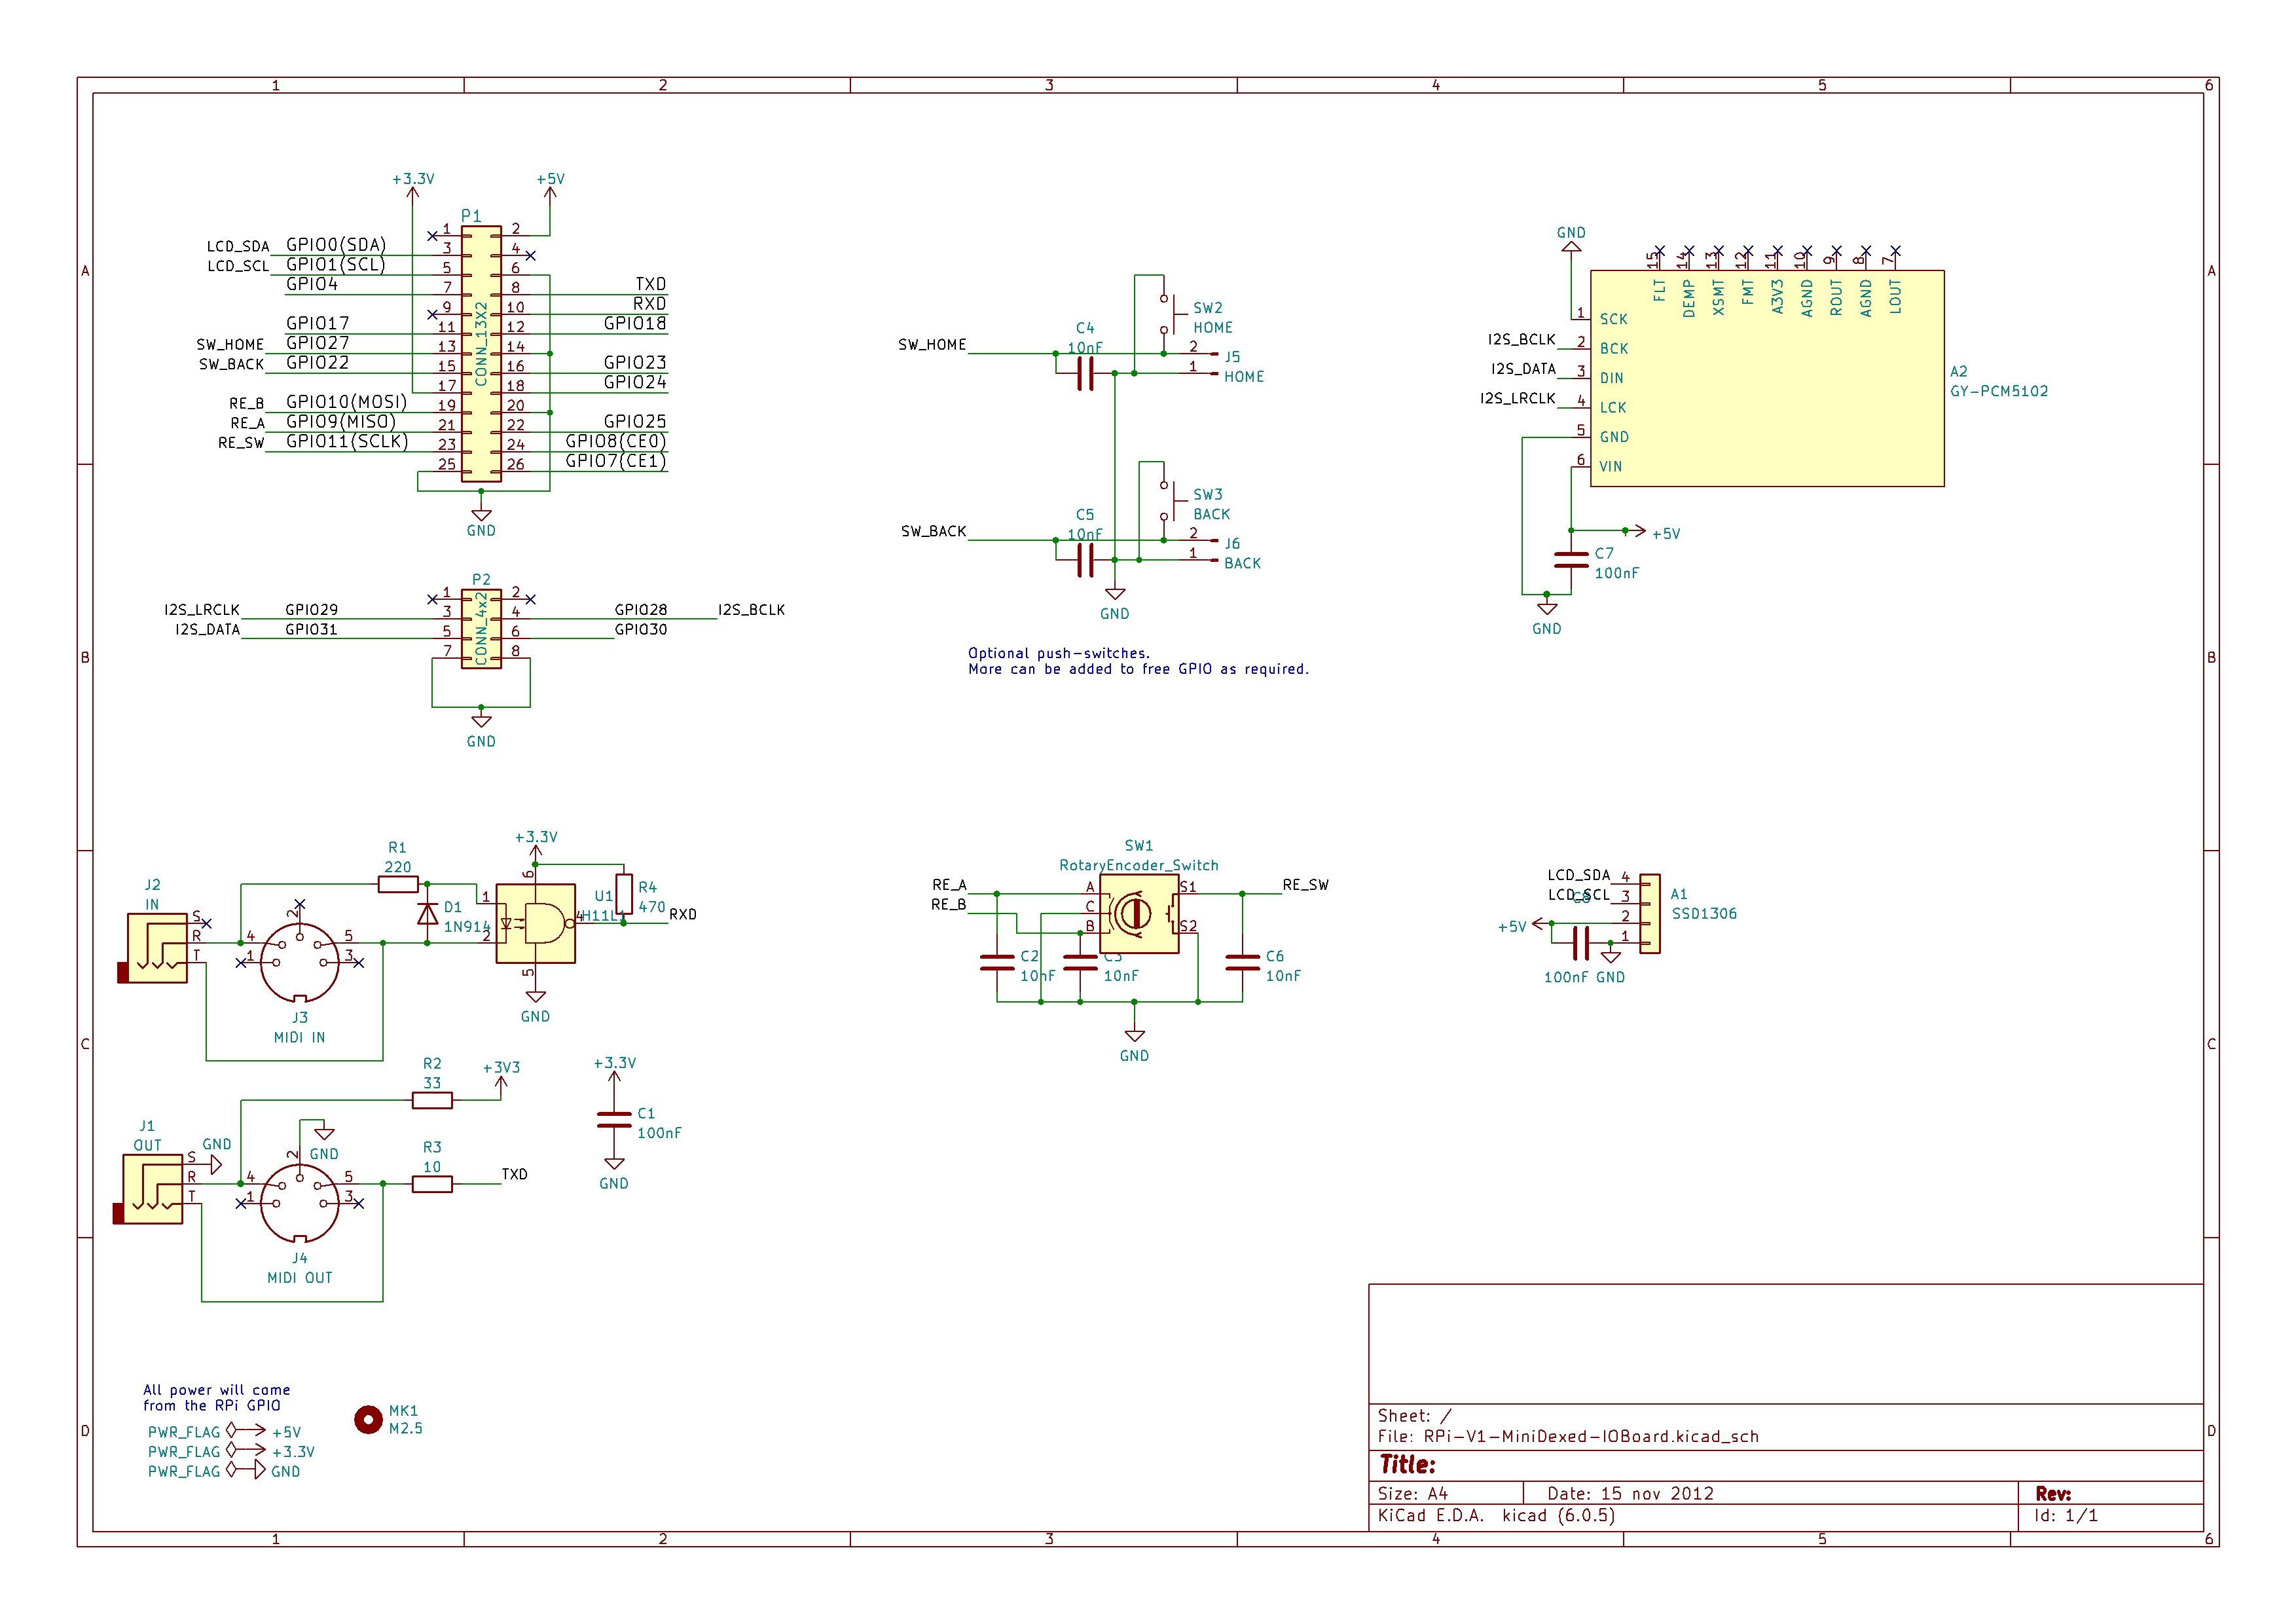 1 2 3 4 5 6
A
B
C
D
A
B
C
D
+3.3V +5V
P1
CONN_13X2
1 2
LCD_SDA GPIO0(SDA) 3 4
LCD_SCL GPIO1(SCL) 5 6
GPIO4 7 8 TXD
9 10 RXD
GPIO17 11 12 GPIO18
SW_HOME GPIO27 13 14
SW_BACK GPIO22 15 16 GPIO23
17 18 GPIO24
RE_B GPIO10(MOSI) 19 20
RE_A GPIO9(MISO) 21 22 GPIO25
RE_SW GPIO11(SCLK) 23 24 GPIO8(CE0)
25 26 GPIO7(CE1)
GND
P2
CONN_4x2
1 2
I2S_LRCLK GPIO29 3 4 GPIO28 I2S_BCLK
I2S_DATA GPIO31 5 6 GPIO30
7 8
GND
SW2
HOME
C4
10nF
SW_HOME
2
1
J5
HOME
SW3
BACK
C5
10nF
SW_BACK
2
1
J6
BACK
GND
Optional push-switches.
More can be added to free GPIO as required.
GND
15 14 13 12 11 10 9 8 7
FLT DEMP XSMT FMT A3V3 AGND ROUT AGND LOUT
1 SCK
I2S_BCLK 2 BCK
I2S_DATA 3 DIN
I2S_LRCLK 4 LCK
5 GND
6 VIN
A2
GY-PCM5102
+5V
C7
100nF
GND
J2
IN
S
R
T
R1
220
2
4 5
1 3
J3
MIDI IN
D1
1N914
+3.3V
6
1
2
4
5
U1
H11L1
R4
470
RXD
GND
SW1
RotaryEncoder_Switch
RE_A A S1 RE_SW
RE_B C
B S2
C2
10nF
C3
10nF
C6
10nF
GND
LCD_SDA 4
LCD_SCL 3
C8
+5V 2
1
A1
SSD1306
100nF GND
R2
33
+3V3
J1
OUT
GND
S
R
T
GND
2
4 5
1 3
J4
MIDI OUT
R3
10
TXD
+3.3V
C1
100nF
GND
All power will come
from the RPi GPIO
PWR_FLAG +5V
PWR_FLAG +3.3V
PWR_FLAG GND
MK1
M2.5
Sheet: /
File: RPi-V1-MiniDexed-IOBoard.kicad_sch
Title:
Size: A4 Date: 15 nov 2012 Rev:
KiCad E.D.A. kicad (6.0.5) Id: 1/1
1 2 3 4 5 6